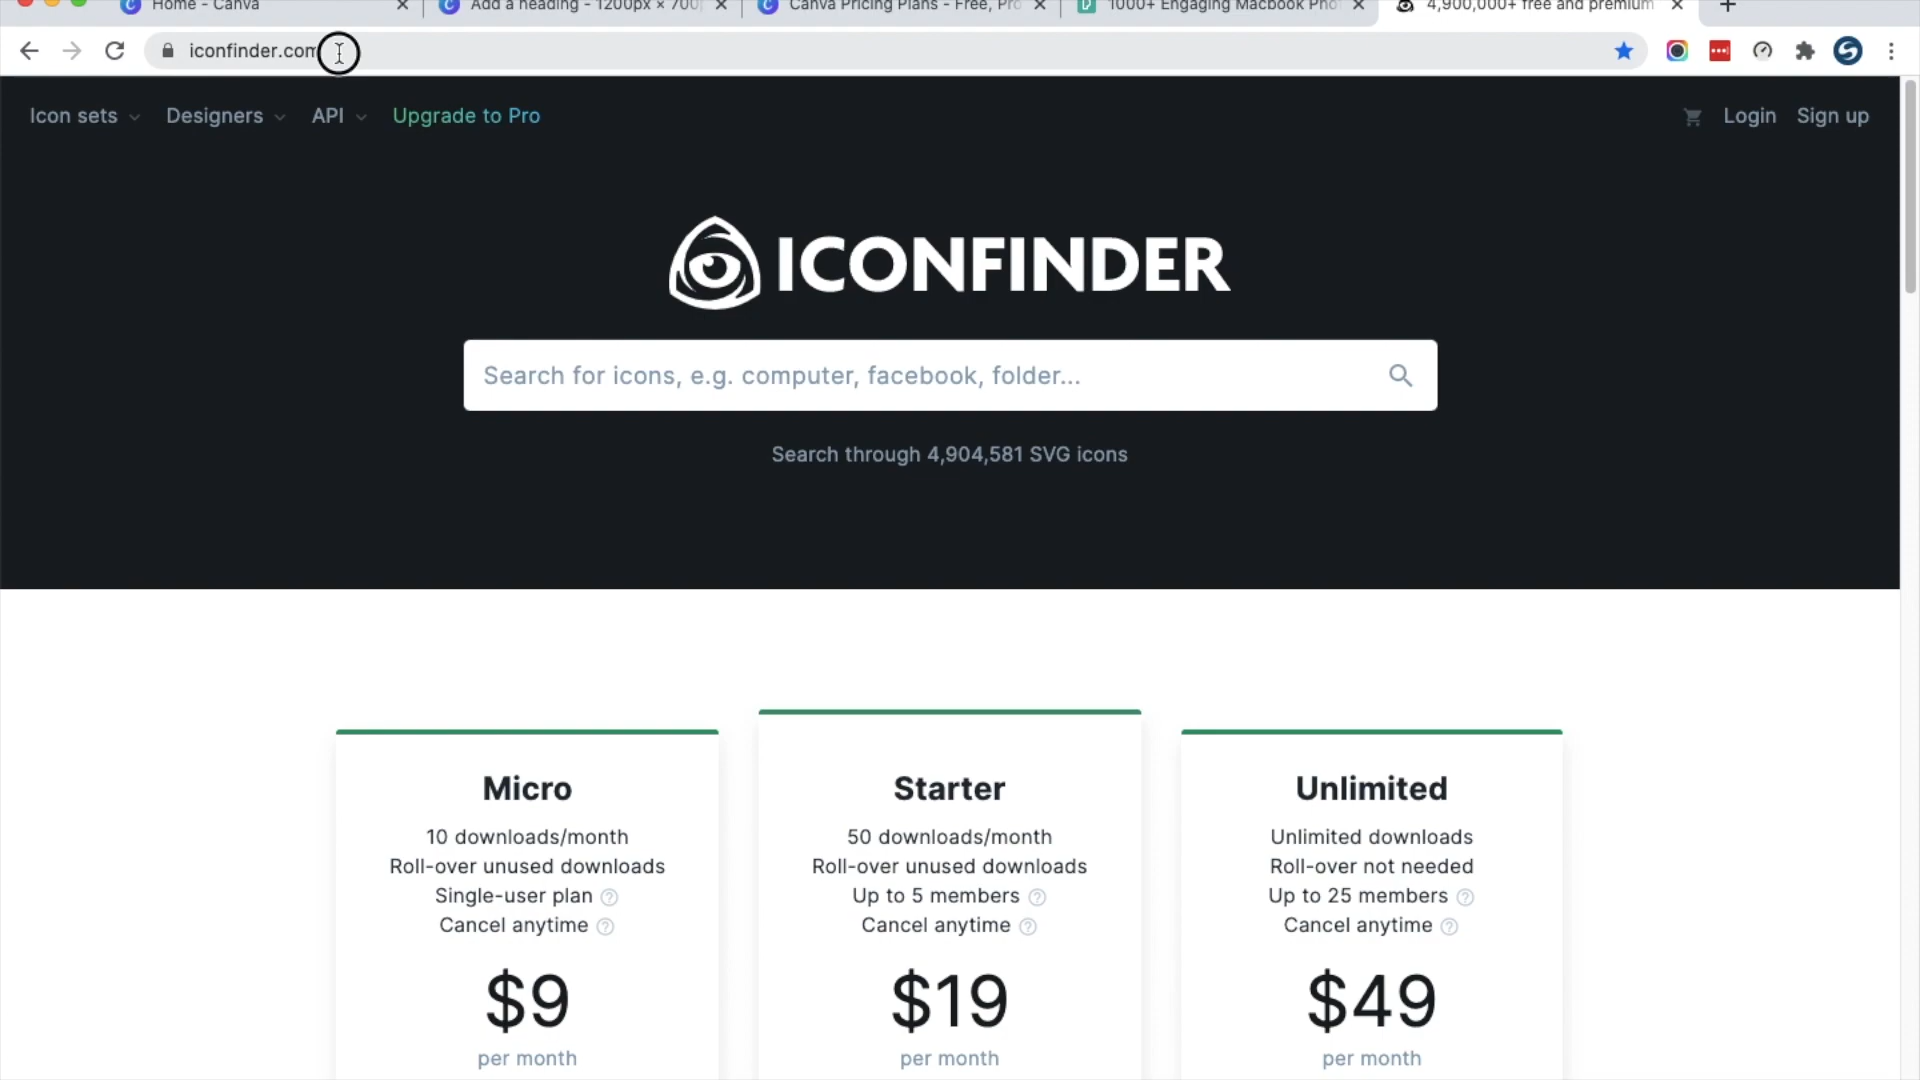 Home - Canva
Add a heading - 1200px × 700p
Canva Pricing Plans - Free, Pro
1000+ Engaging Macbook Pho
4,900,000+ free and premium
iconfinder.com
Icon sets
Designers
API
Upgrade to Pro
Login
Sign up
ICONFINDER
Search for icons, e.g. computer, facebook, folder...
Search through 4,904,581 SVG icons
Micro
10 downloads/month
Roll-over unused downloads
Single-user plan
Cancel anytime
$9
per month
Starter
50 downloads/month
Roll-over unused downloads
Up to 5 members
Cancel anytime
$19
per month
Unlimited
Unlimited downloads
Roll-over not needed
Up to 25 members
Cancel anytime
$49
per month